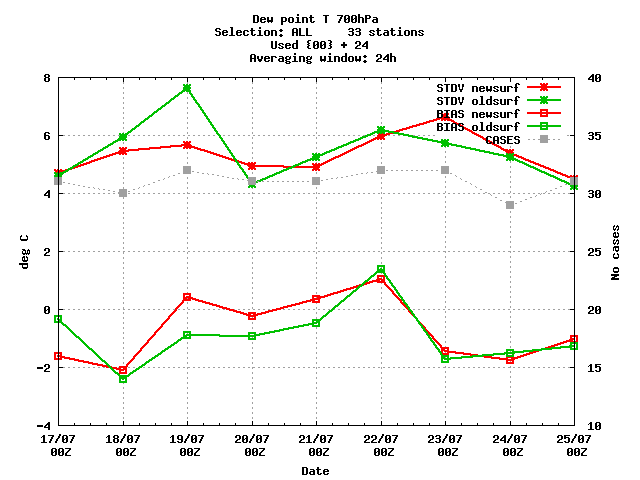 Dew point T 700hPa
Selection: ALL     33 stations
Used {00} + 24
Averaging window: 24h
STDV newsurf
STDV oldsurf
BIAS newsurf
BIAS oldsurf
CASES
8
6
4
2
0
-2
-4
deg C
40
35
30
25
20
15
10
No cases
17/07 18/07 19/07 20/07 21/07 22/07 23/07 24/07 25/07
00Z 00Z 00Z 00Z 00Z 00Z 00Z 00Z 00Z
Date